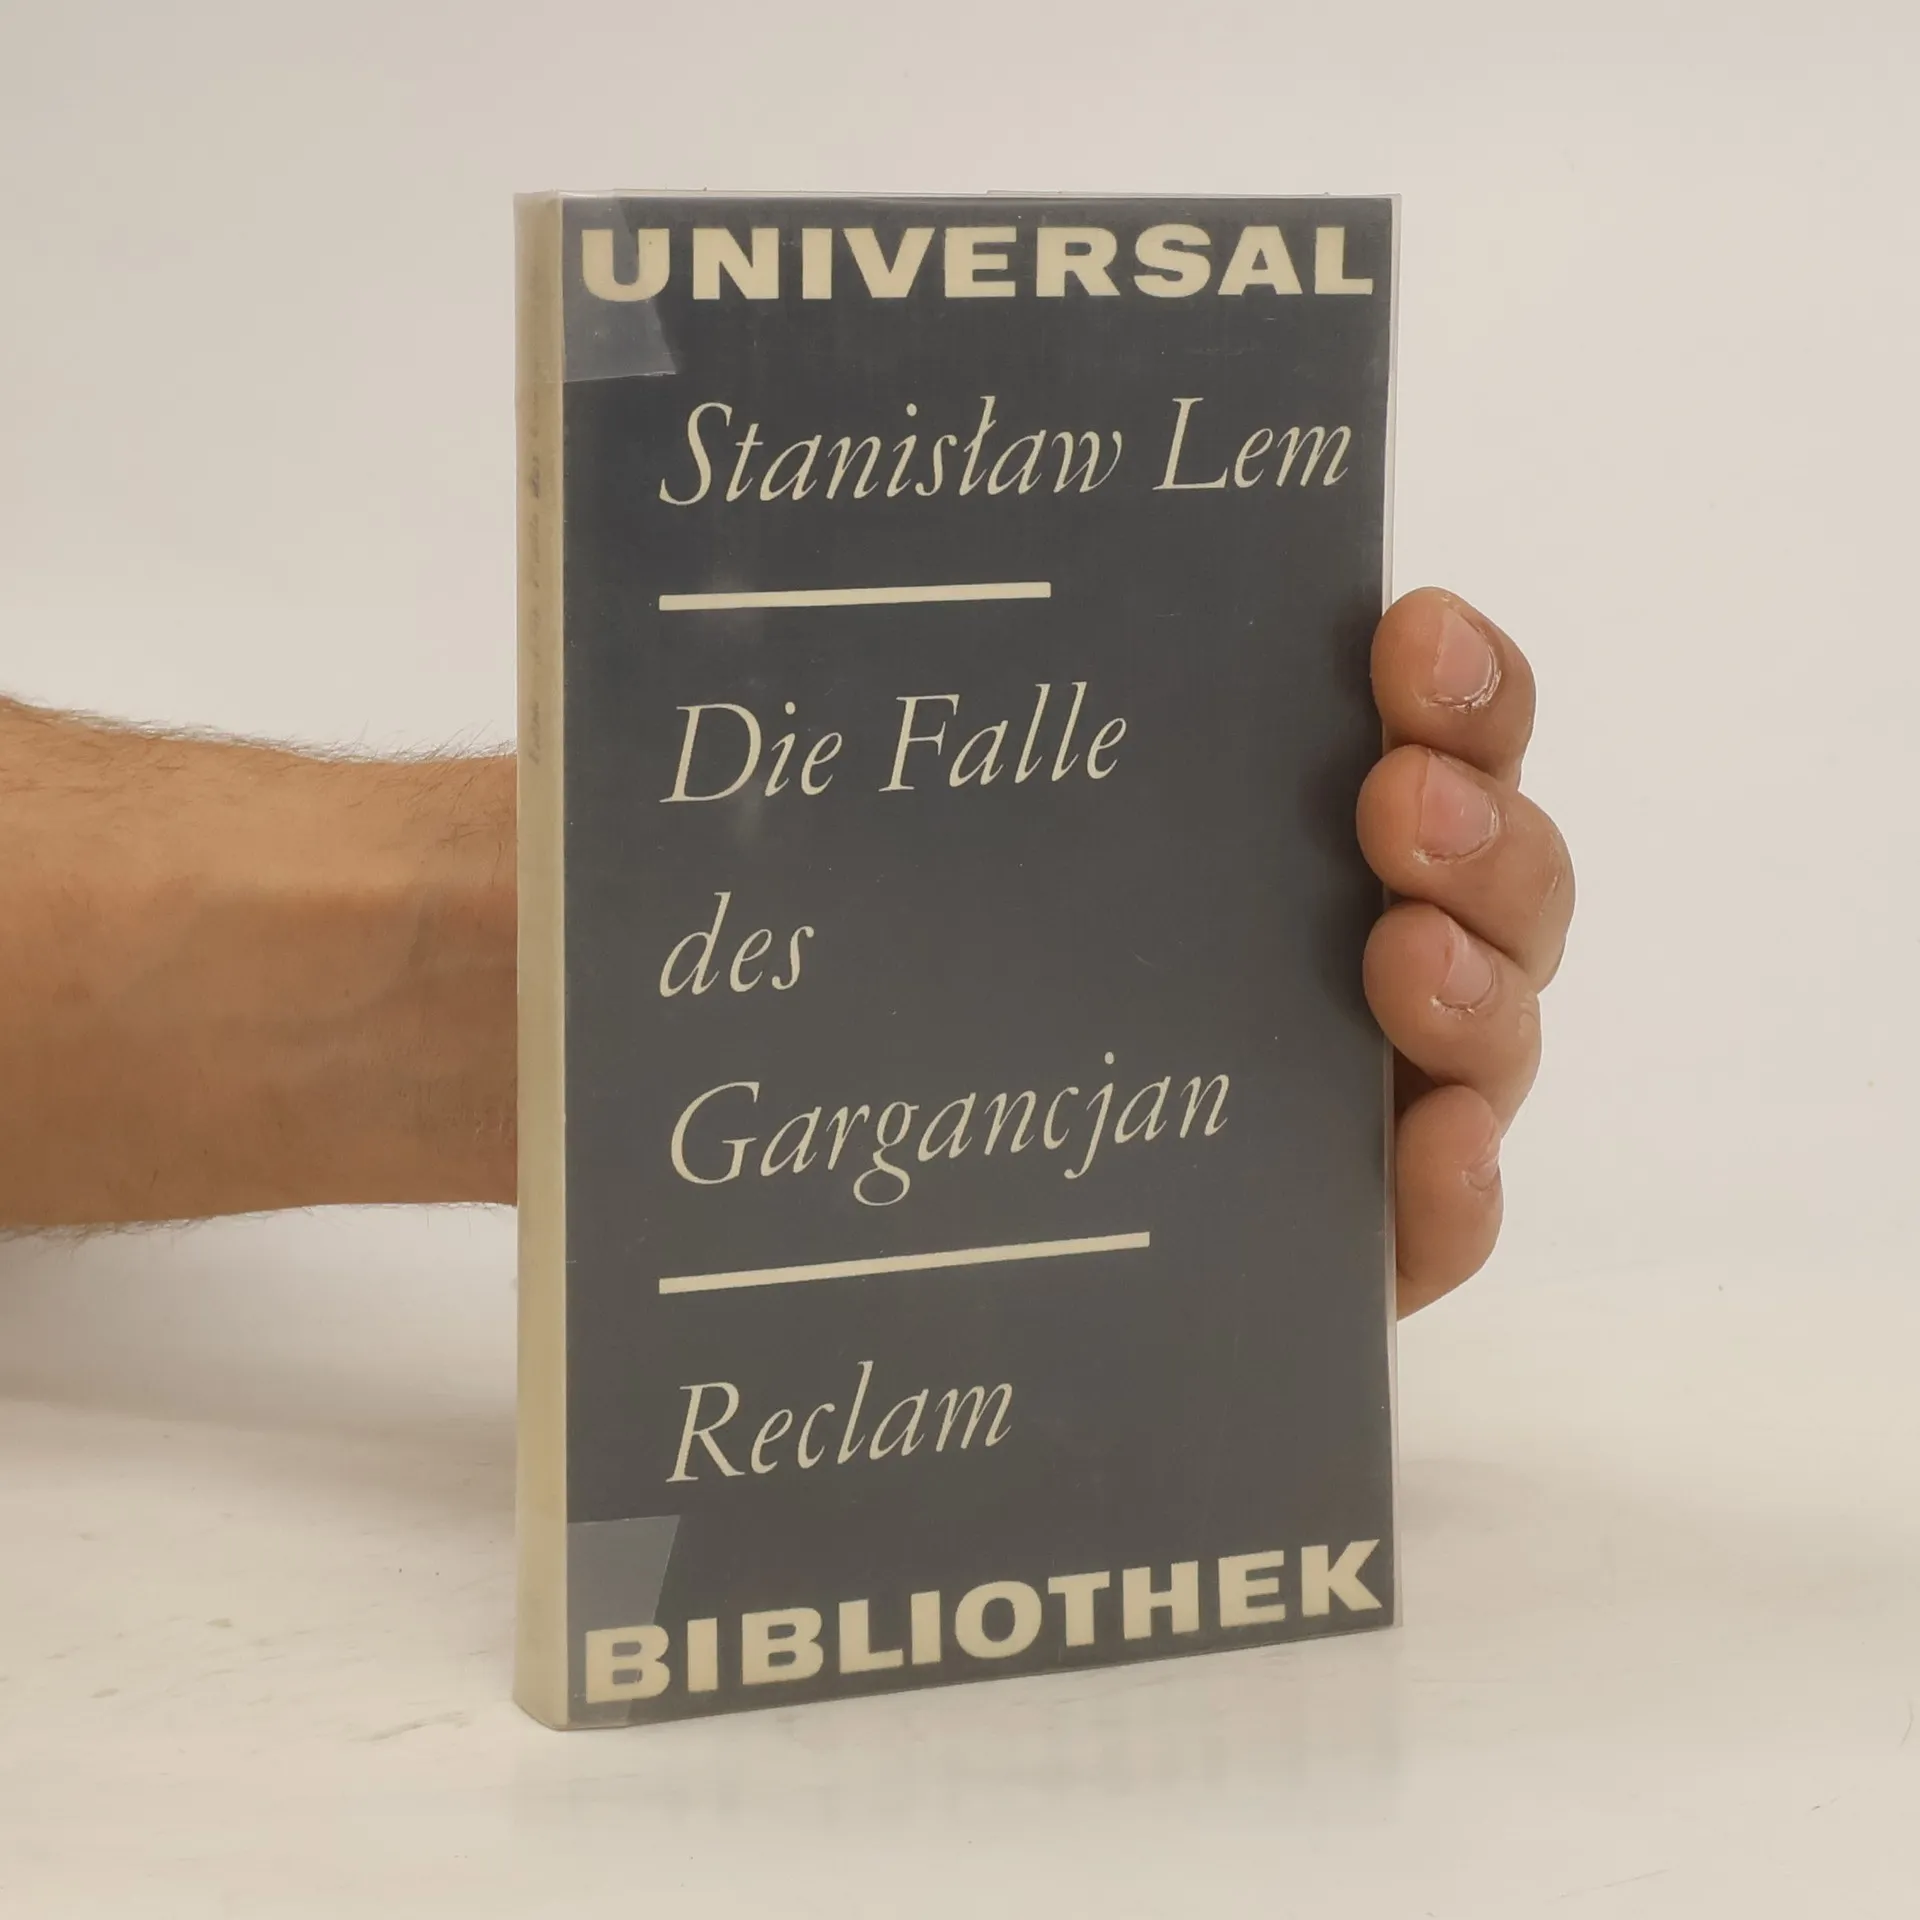 UNIVERSAL
Stanisław Lem
Die Falle
des
Gargancjan
Reclam
BIBLIOTHEK